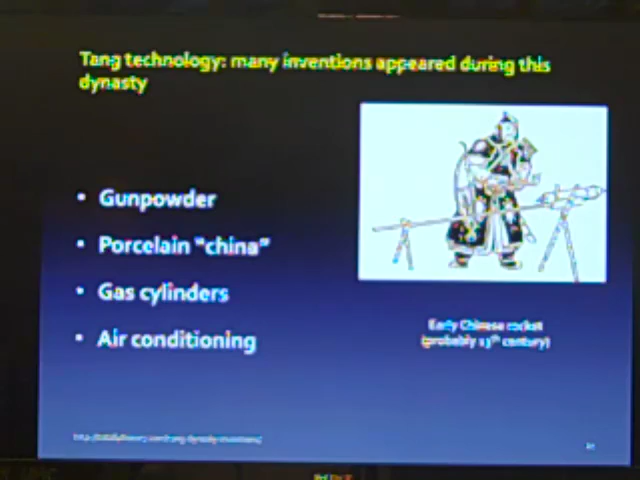 Tang technology: many inventions appeared during this
dynasty
• Gunpowder
• Porcelain "china"
• Gas cylinders
• Air conditioning
Early Chinese rocket
(probably 13th century)